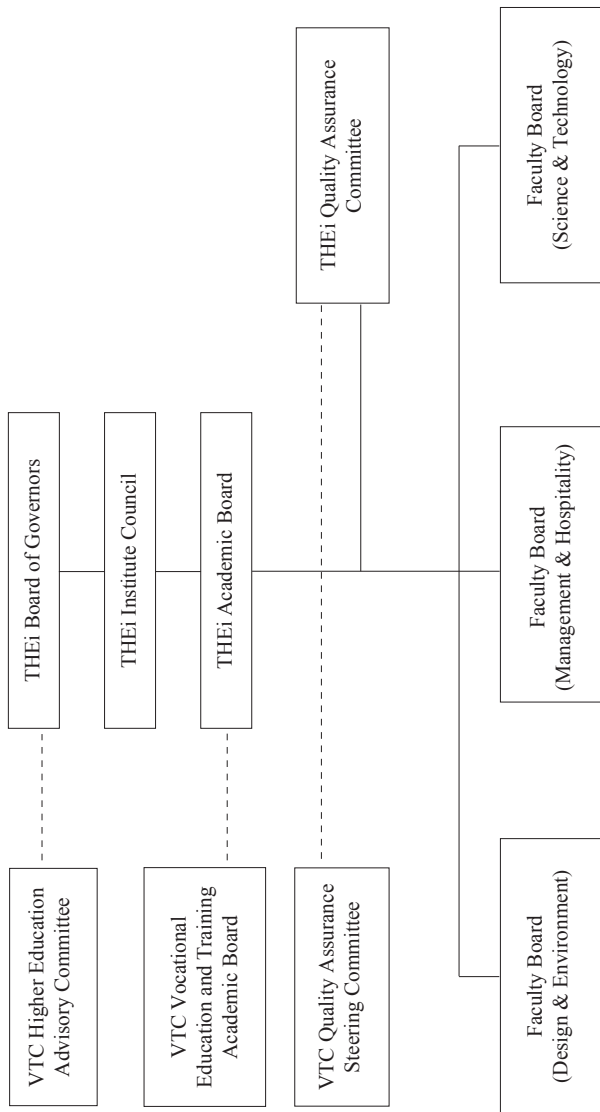 VTC Higher Education
Advisory Committee
THEi Board of Governors
THEi Institute Council
VTC Vocational
Education and Training
Academic Board
THEi Academic Board
VTC Quality Assurance
Steering Committee
THEi Quality Assurance
Committee
Faculty Board
(Design & Environment)
Faculty Board
(Management & Hospitality)
Faculty Board
(Science & Technology)